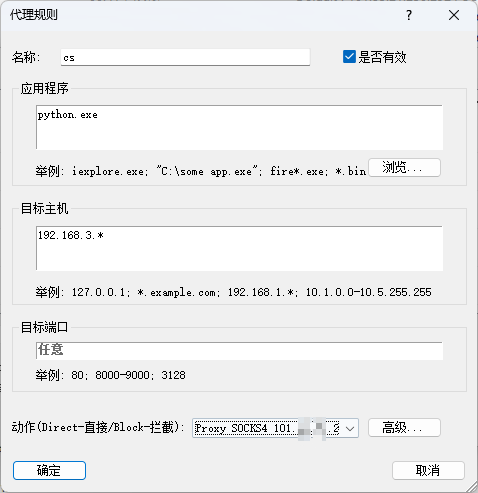 代理规则
名称: cs 是否有效
应用程序
python.exe
举例: iexplore.exe; "C:\some app.exe"; fire*.exe; *.bin 浏览...
目标主机
192.168.3.*
举例: 127.0.0.1; *.example.com; 192.168.1.*; 10.1.0.0-10.5.255.255
目标端口
任意
举例: 80; 8000-9000; 3128
动作(Direct-直接/Block-拦截): Proxy SOCKS4 101. 高级...
确定 取消